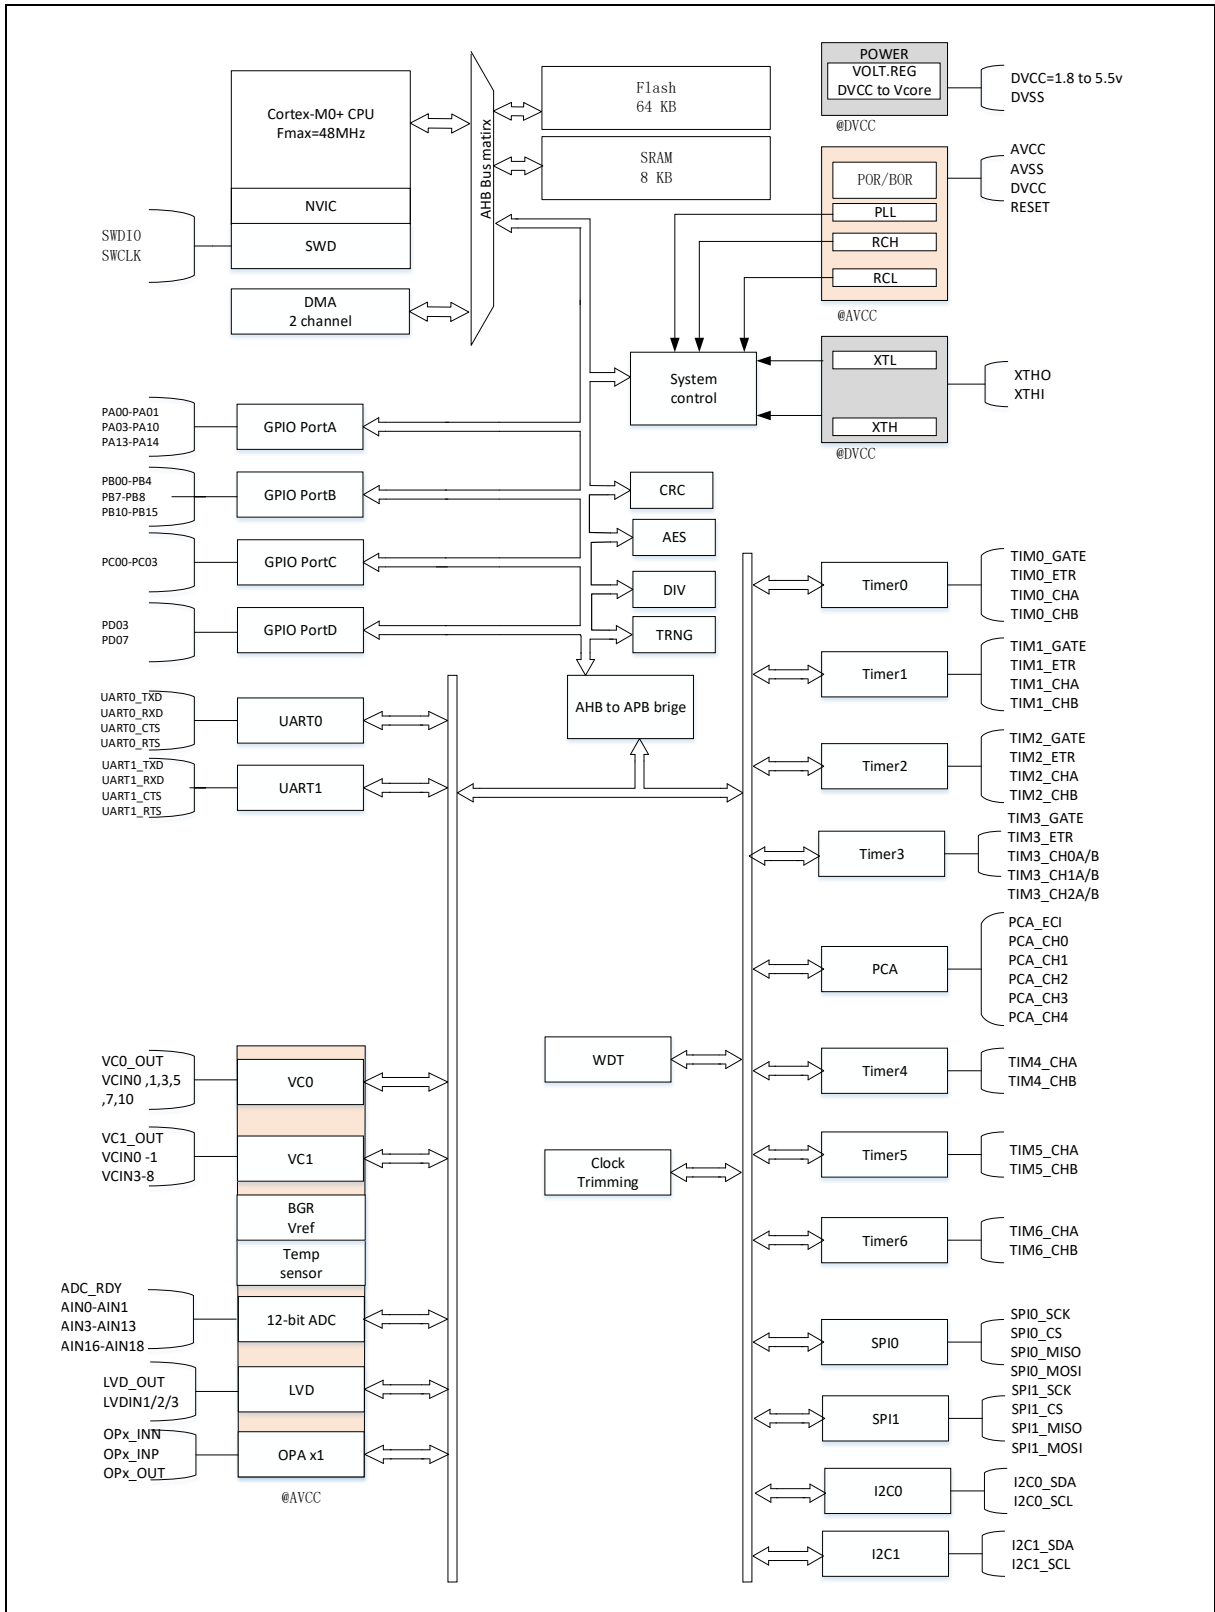 Cortex-M0+ CPU
Fmax=48MHz
NVIC
SWD
SWDIO
SWCLK
DMA
2 channel
AHB Bus matirx
Flash
64 KB
SRAM
8 KB
POWER
VOLT.REG
DVCC to Vcore
@DVCC
DVCC=1.8 to 5.5v
DVSS
POR/BOR
PLL
RCH
RCL
@AVCC
AVCC
AVSS
DVCC
RESET
System
control
XTL
XTH
@DVCC
XTHO
XTHI
PA00-PA01
PA03-PA10
PA13-PA14
GPIO PortA
PB00-PB4
PB7-PB8
PB10-PB15
GPIO PortB
PC00-PC03
GPIO PortC
PD03
PD07
GPIO PortD
CRC
AES
DIV
TRNG
AHB to APB brige
UART0_TXD
UART0_RXD
UART0_CTS
UART0_RTS
UART0
UART1_TXD
UART1_RXD
UART1_CTS
UART1_RTS
UART1
Timer0
TIM0_GATE
TIM0_ETR
TIM0_CHA
TIM0_CHB
Timer1
TIM1_GATE
TIM1_ETR
TIM1_CHA
TIM1_CHB
Timer2
TIM2_GATE
TIM2_ETR
TIM2_CHA
TIM2_CHB
Timer3
TIM3_GATE
TIM3_ETR
TIM3_CH0A/B
TIM3_CH1A/B
TIM3_CH2A/B
PCA
PCA_ECI
PCA_CH0
PCA_CH1
PCA_CH2
PCA_CH3
PCA_CH4
WDT
Clock
Trimming
Timer4
TIM4_CHA
TIM4_CHB
Timer5
TIM5_CHA
TIM5_CHB
Timer6
TIM6_CHA
TIM6_CHB
VC0_OUT
VCIN0 ,1,3,5
,7,10
VC0
VC1_OUT
VCIN0 -1
VCIN3-8
VC1
BGR
Vref
Temp
sensor
ADC_RDY
AIN0-AIN1
AIN3-AIN13
AIN16-AIN18
12-bit ADC
LVD_OUT
LVDIN1/2/3
LVD
OPx_INN
OPx_INP
OPx_OUT
OPA x1
@AVCC
SPI0
SPI0_SCK
SPI0_CS
SPI0_MISO
SPI0_MOSI
SPI1
SPI1_SCK
SPI1_CS
SPI1_MISO
SPI1_MOSI
I2C0
I2C0_SDA
I2C0_SCL
I2C1
I2C1_SDA
I2C1_SCL